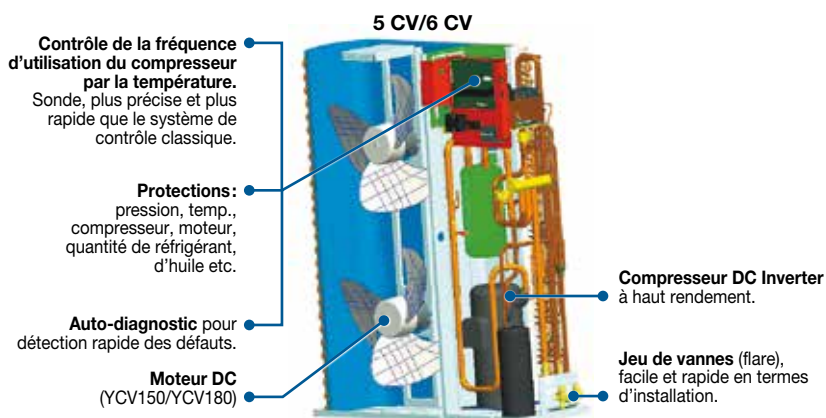 5 CV/6 CV
Contrôle de la fréquence
d'utilisation du compresseur
par la température.
Sonde, plus précise et plus
rapide que le système de
contrôle classique.
Protections:
pression, temp.,
compresseur, moteur,
quantité de réfrigérant,
d'huile etc.
Auto-diagnostic pour
détection rapide des défauts.
Moteur DC
(YCV150/YCV180)
Compresseur DC Inverter
à haut rendement.
Jeu de vannes (flare),
facile et rapide en termes
d'installation.